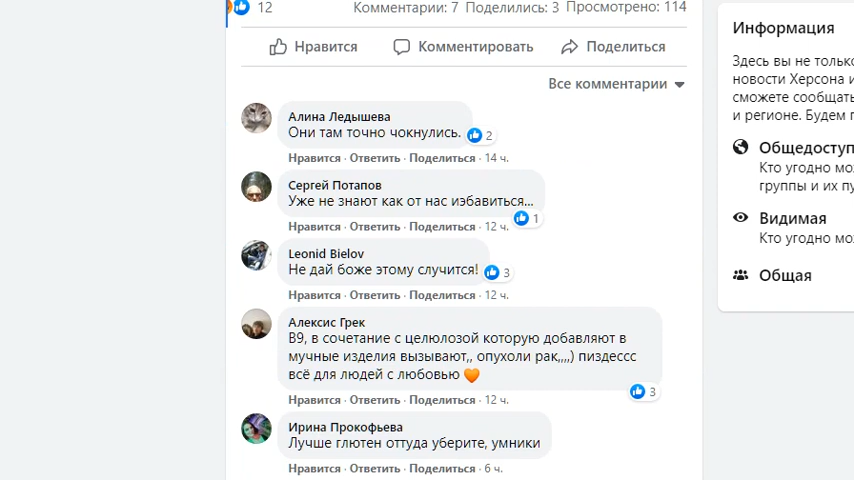 12 Комментарии: 7 Поделились: 3 Просмотрено: 114
Нравится Комментировать Поделиться
Все комментарии
Алина Ледышева
Они там точно чокнулись.
2
Нравится · Ответить · Поделиться · 14 ч.
Сергей Потапов
Уже не знают как от нас избавиться...
1
Нравится · Ответить · Поделиться · 12 ч.
Leonid Bielov
Не дай боже этому случится!
3
Нравится · Ответить · Поделиться · 12 ч.
Алексис Грек
В9, в сочетание с целюлозой которую добавляют в
мучные изделия вызывают,, опухоли рак,,,,) пиздессс
всё для людей с любовью 🧡
3
Нравится · Ответить · Поделиться · 12 ч.
Ирина Прокофьева
Лучше глютен оттуда уберите, умники
Нравится · Ответить · Поделиться · 6 ч.
Информация
Здесь вы не только
новости Херсона и
сможете сообщать
и регионе. Будем
Общедоступ
Кто угодно мо
группы и их
Видимая
Кто угодно мо
Общая